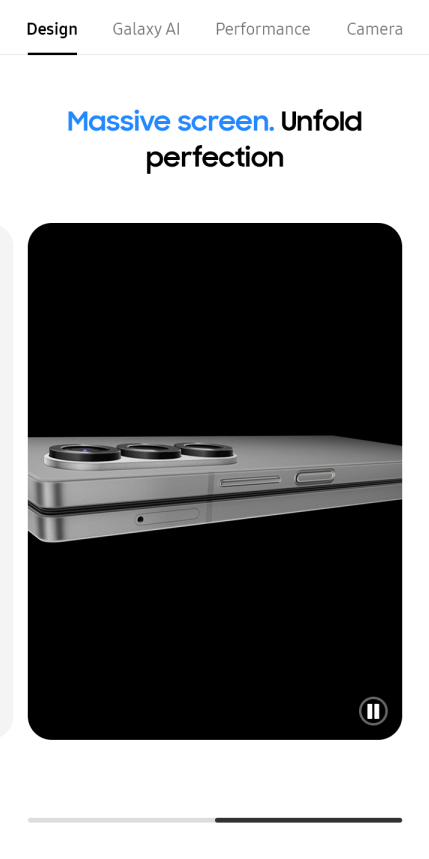 Design Galaxy AI Performance Camera
Massive screen. Unfold
perfection